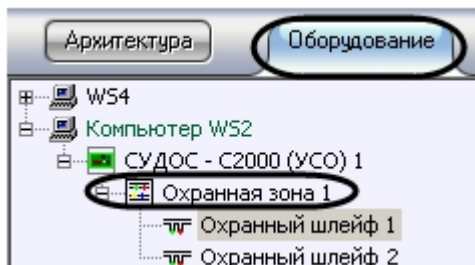 Архитектура Оборудование
WS4
Компьютер WS2
СУДОС - С2000 (УСО) 1
Охранная зона 1
Охранный шлейф 1
Охранный шлейф 2